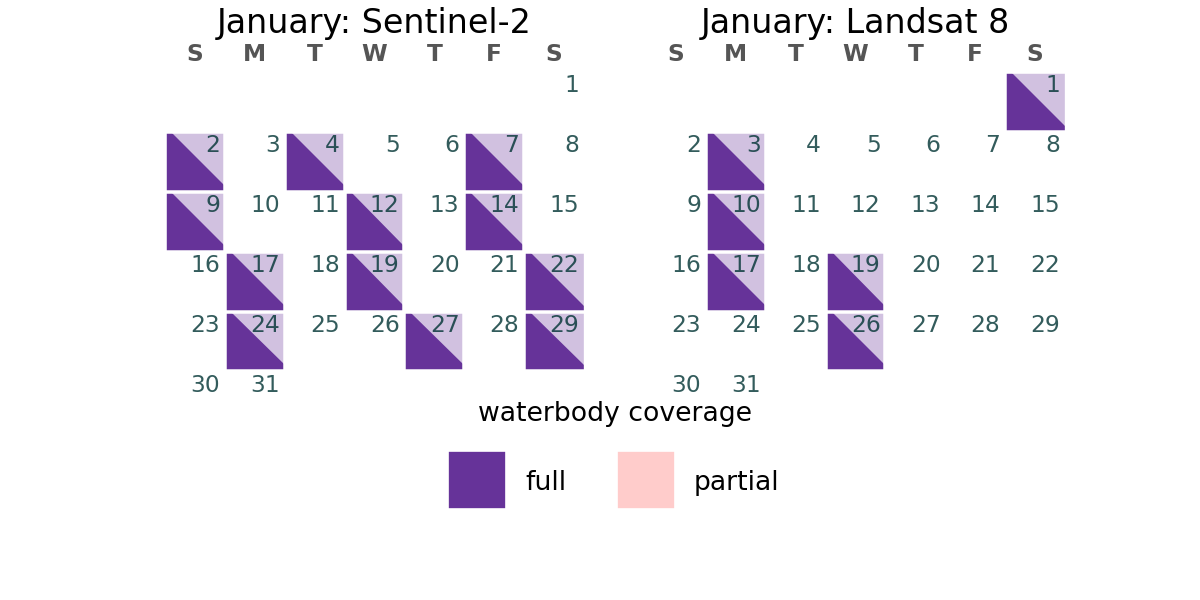 January: Sentinel-2
S M T W T F S
1
2 3 4 5 6 7 8
9 10 11 12 13 14 15
16 17 18 19 20 21 22
23 24 25 26 27 28 29
30 31
January: Landsat 8
S M T W T F S
1
2 3 4 5 6 7 8
9 10 11 12 13 14 15
16 17 18 19 20 21 22
23 24 25 26 27 28 29
30 31
waterbody coverage
full partial